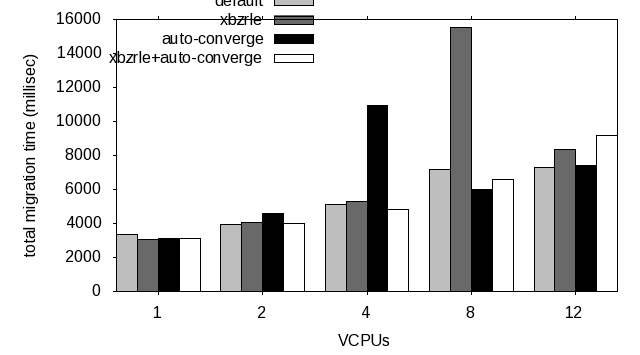 default
16000
xbzrle
auto-converge
14000
xbzrle+auto-converge
12000
10000
8000
6000
4000
2000
0
total migration time (millisec)
1 2 4 8 12
VCPUs